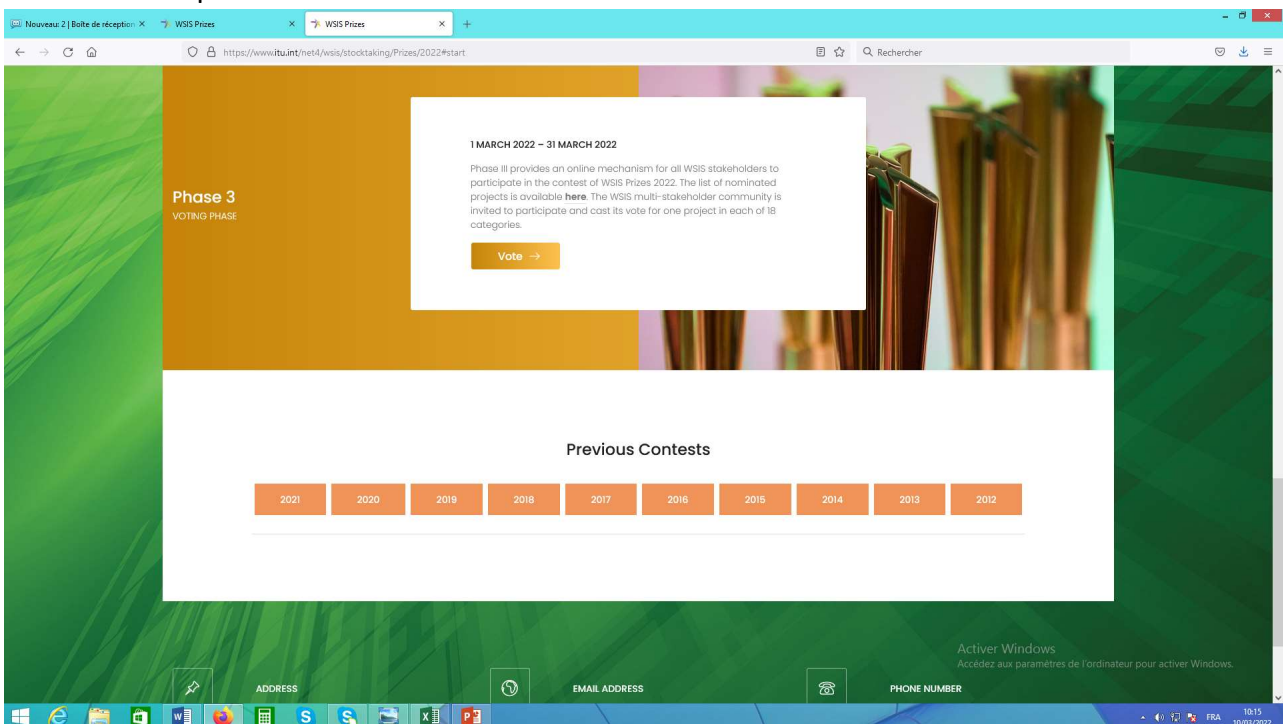 Nouveau: 2 | Boîte de réception
WSIS Prizes
WSIS Prizes
https://www.itu.int/net4/wsis/stocktaking/Prizes/2022#start
Rechercher
1 MARCH 2022 – 31 MARCH 2022
Phase III provides an online mechanism for all WSIS stakeholders to
participate in the contest of WSIS Prizes 2022. The list of nominated
projects is available here. The WSIS multi-stakeholder community is
invited to participate and cast its vote for one project in each of 18
categories.
Phase 3
VOTING PHASE
Vote →
Previous Contests
2021 2020 2019 2018 2017 2016 2015 2014 2013 2012
Activer Windows
Accédez aux paramètres de l'ordinateur pour activer Windows.
ADDRESS
EMAIL ADDRESS
PHONE NUMBER
FRA
10:15
10/03/2022